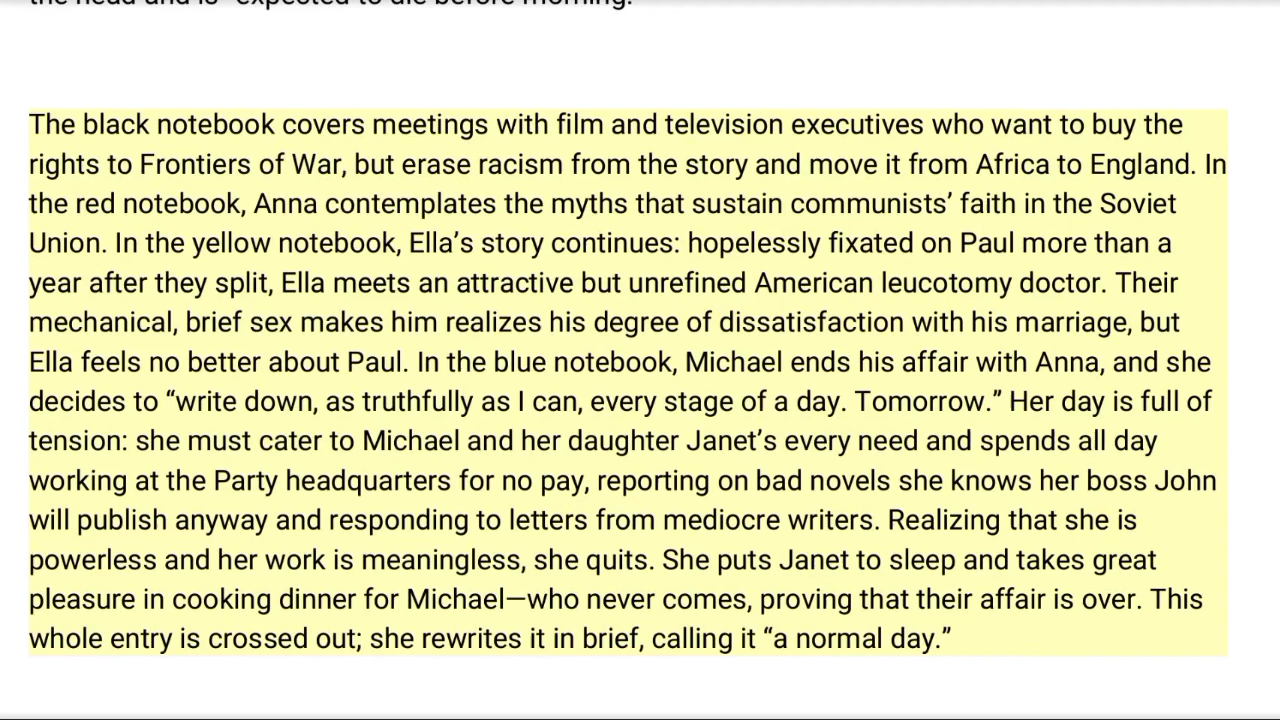 the head and is "expected to die before morning.
The black notebook covers meetings with film and television executives who want to buy the
rights to Frontiers of War, but erase racism from the story and move it from Africa to England. In
the red notebook, Anna contemplates the myths that sustain communists’ faith in the Soviet
Union. In the yellow notebook, Ella’s story continues: hopelessly fixated on Paul more than a
year after they split, Ella meets an attractive but unrefined American leucotomy doctor. Their
mechanical, brief sex makes him realizes his degree of dissatisfaction with his marriage, but
Ella feels no better about Paul. In the blue notebook, Michael ends his affair with Anna, and she
decides to “write down, as truthfully as I can, every stage of a day. Tomorrow.” Her day is full of
tension: she must cater to Michael and her daughter Janet’s every need and spends all day
working at the Party headquarters for no pay, reporting on bad novels she knows her boss John
will publish anyway and responding to letters from mediocre writers. Realizing that she is
powerless and her work is meaningless, she quits. She puts Janet to sleep and takes great
pleasure in cooking dinner for Michael—who never comes, proving that their affair is over. This
whole entry is crossed out; she rewrites it in brief, calling it “a normal day.”